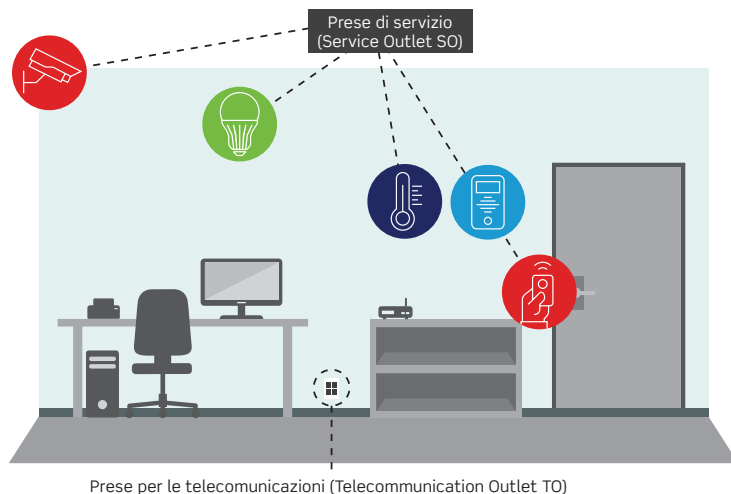 Prese di servizio
(Service Outlet SO)
Prese per le telecomunicazioni (Telecommunication Outlet TO)